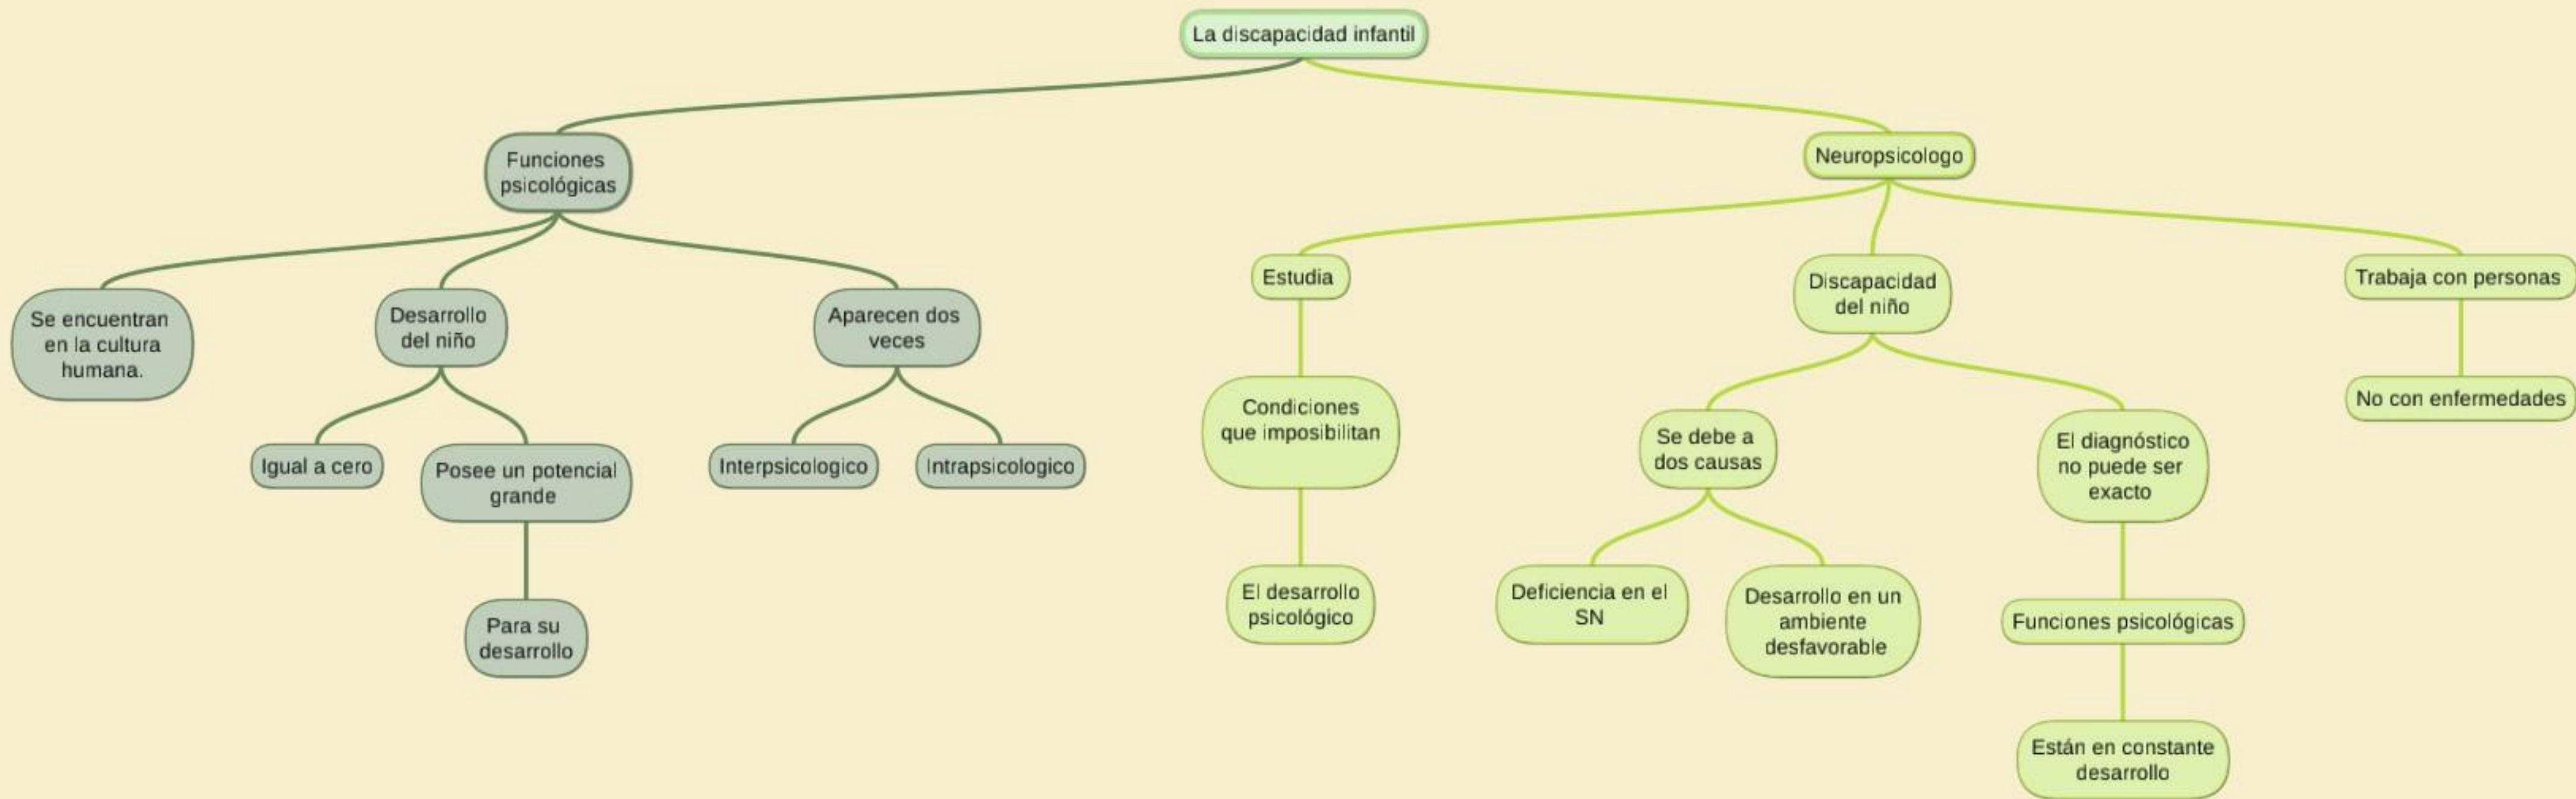 La discapacidad infantil
Funciones
psicológicas
Neuropsicologo
Se encuentran
en la cultura
humana.
Desarrollo
del niño
Aparecen dos
veces
Estudia
Discapacidad
del niño
Trabaja con personas
Igual a cero
Posee un potencial
grande
Interpsicologico
Intrapsicologico
Condiciones
que imposibilitan
Se debe a
dos causas
El diagnóstico
no puede ser
exacto
No con enfermedades
Para su
desarrollo
El desarrollo
psicológico
Deficiencia en el
SN
Desarrollo en un
ambiente
desfavorable
Funciones psicológicas
Están en constante
desarrollo